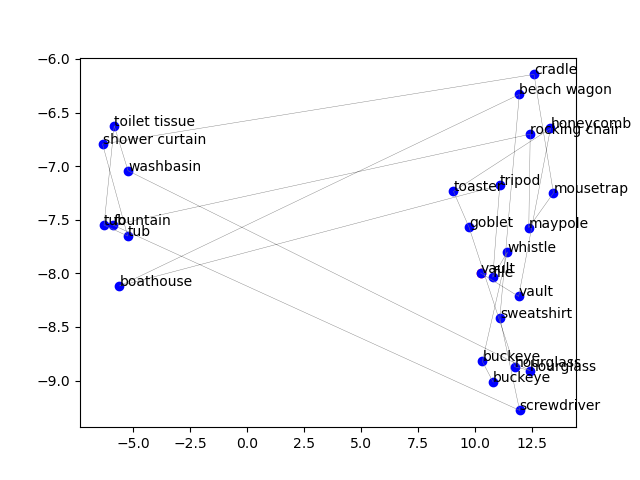 −6.0
cradle
beach wagon
−6.5
toilet tissue
honeycomb
rocking chair
shower curtain
−7.0
washbasin
tripod
toaster
mousetrap
−7.5
tub
fountain
goblet
maypole
tub
whistle
−8.0
vault
boathouse
vault
−8.5
sweatshirt
buckeye
hourglass
hourglass
−9.0
buckeye
screwdriver
−5.0
−2.5
0.0
2.5
5.0
7.5
10.0
12.5